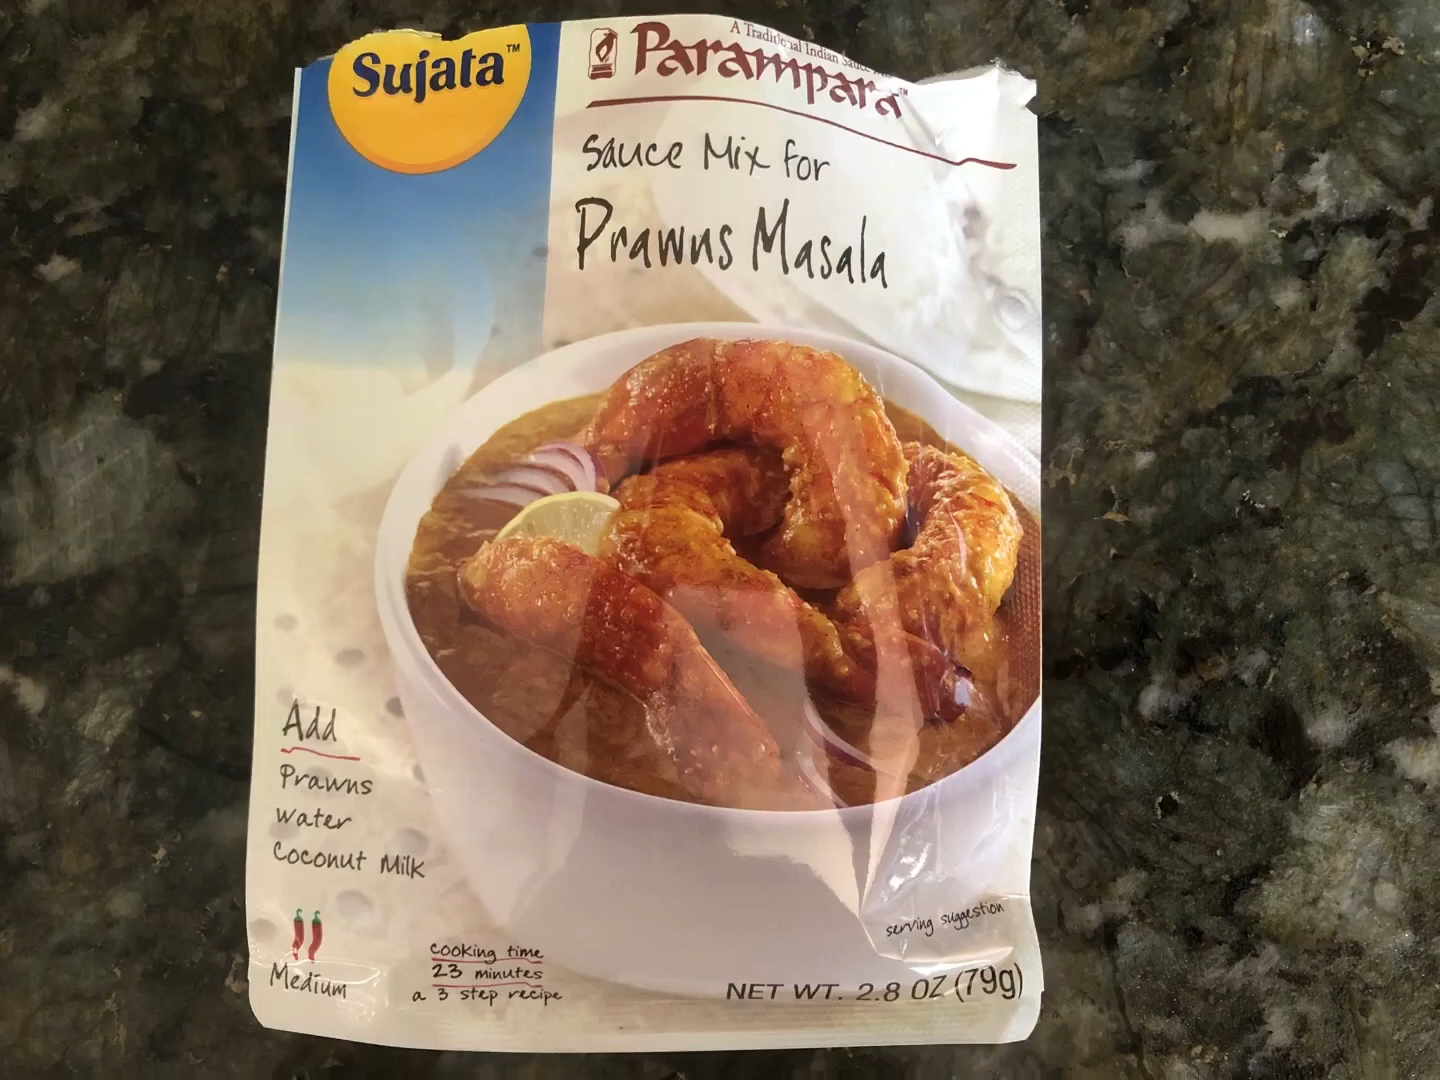 Sujata™
A Traditional Indian Sauce
Parampara™
Sauce Mix for
Prawns Masala
Add
Prawns
Water
Coconut Milk
Medium
cooking time
23 minutes
a 3 step recipe
serving suggestion
NET WT. 2.8 OZ (79g)